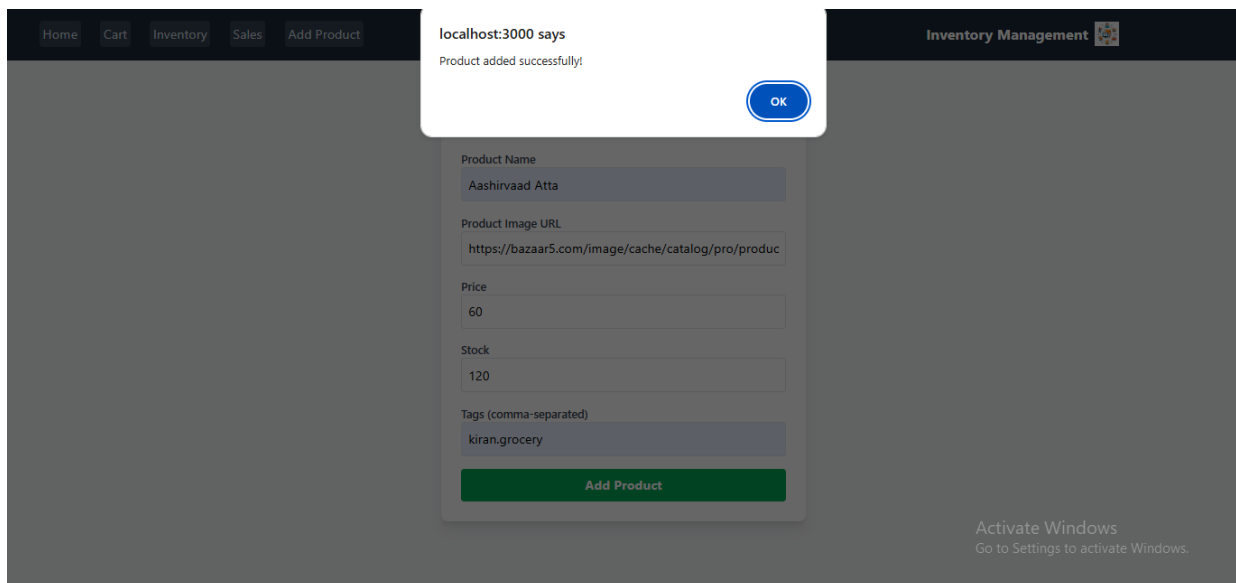 Home Cart Inventory Sales Add Product
localhost:3000 says
Product added successfully!
OK
Inventory Management
Product Name
Aashirvaad Atta
Product Image URL
https://bazaar5.com/image/cache/catalog/pro/produc
Price
60
Stock
120
Tags (comma-separated)
kiran.grocery
Add Product
Activate Windows
Go to Settings to activate Windows.